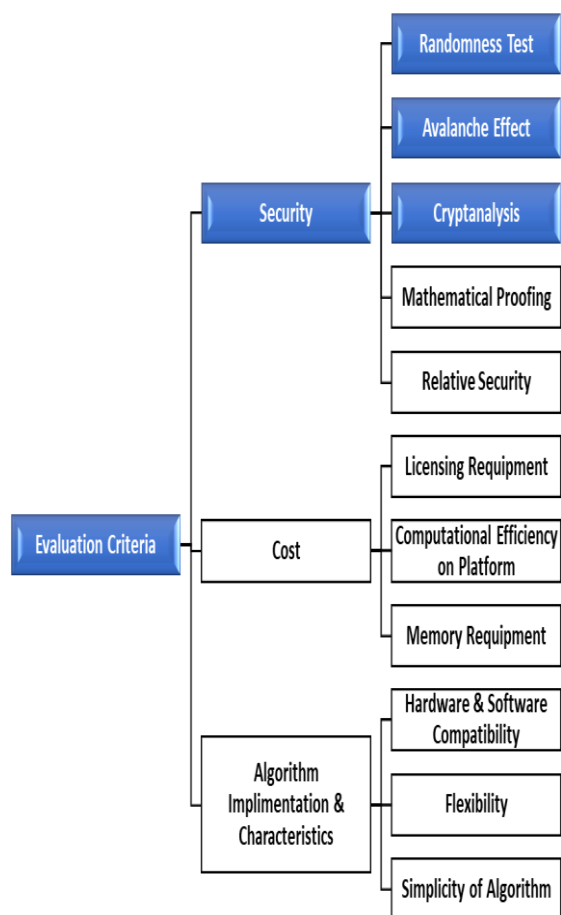 Randomness Test
Avalanche Effect
Security
Cryptanalysis
Mathematical Proofing
Relative Security
Licensing Requipment
Evaluation Criteria
Cost
Computational Efficiency
on Platform
Memory Requipment
Hardware & Software
Compatibility
Algorithm
Implimentation &
Characteristics
Flexibility
Simplicity of Algorithm